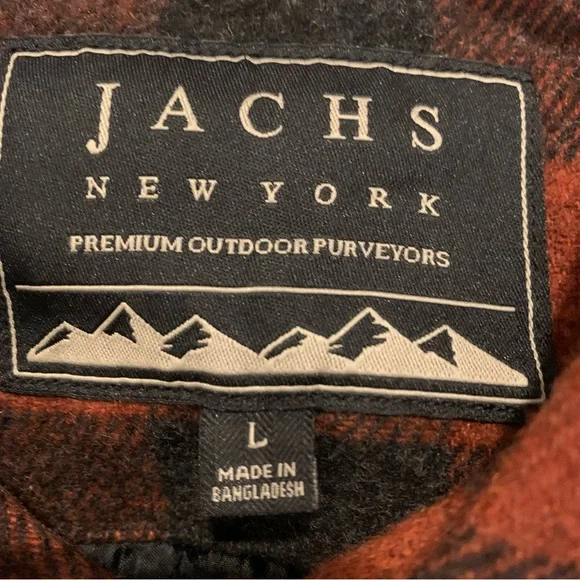 JACHS
NEW YORK
PREMIUM OUTDOOR PURVEYORS
L
MADE IN
BANGLADESH